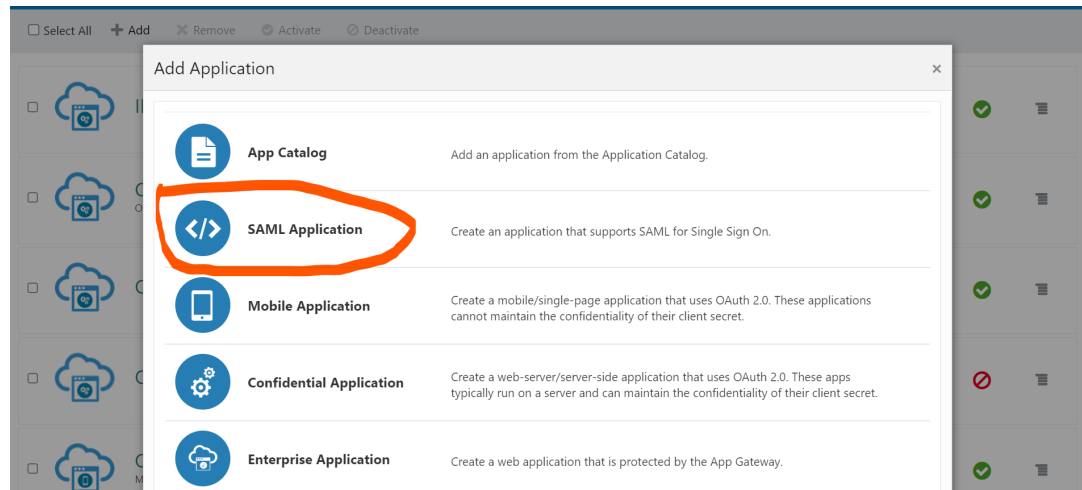 Select All + Add Remove Activate Deactivate
Add Application
App Catalog
Add an application from the Application Catalog.
SAML Application
Create an application that supports SAML for Single Sign On.
Mobile Application
Create a mobile/single-page application that uses OAuth 2.0. These applications
cannot maintain the confidentiality of their client secret.
Confidential Application
Create a web-server/server-side application that uses OAuth 2.0. These apps
typically run on a server and can maintain the confidentiality of their client secret.
Enterprise Application
Create a web application that is protected by the App Gateway.